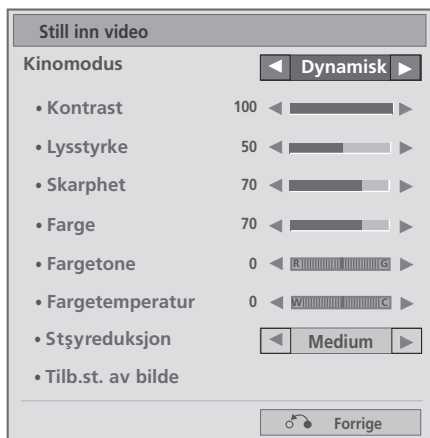 Still inn video
Kinomodus ◀ Dynamisk ▶
• Kontrast 100 ◀ ▶
• Lysstyrke 50 ◀ ▶
• Skarphet 70 ◀ ▶
• Farge 70 ◀ ▶
• Fargetone 0 ◀ R G ▶
• Fargetemperatur 0 ◀ W C ▶
• Stşyreduksjon ◀ Medium ▶
• Tilb.st. av bilde
Forrige